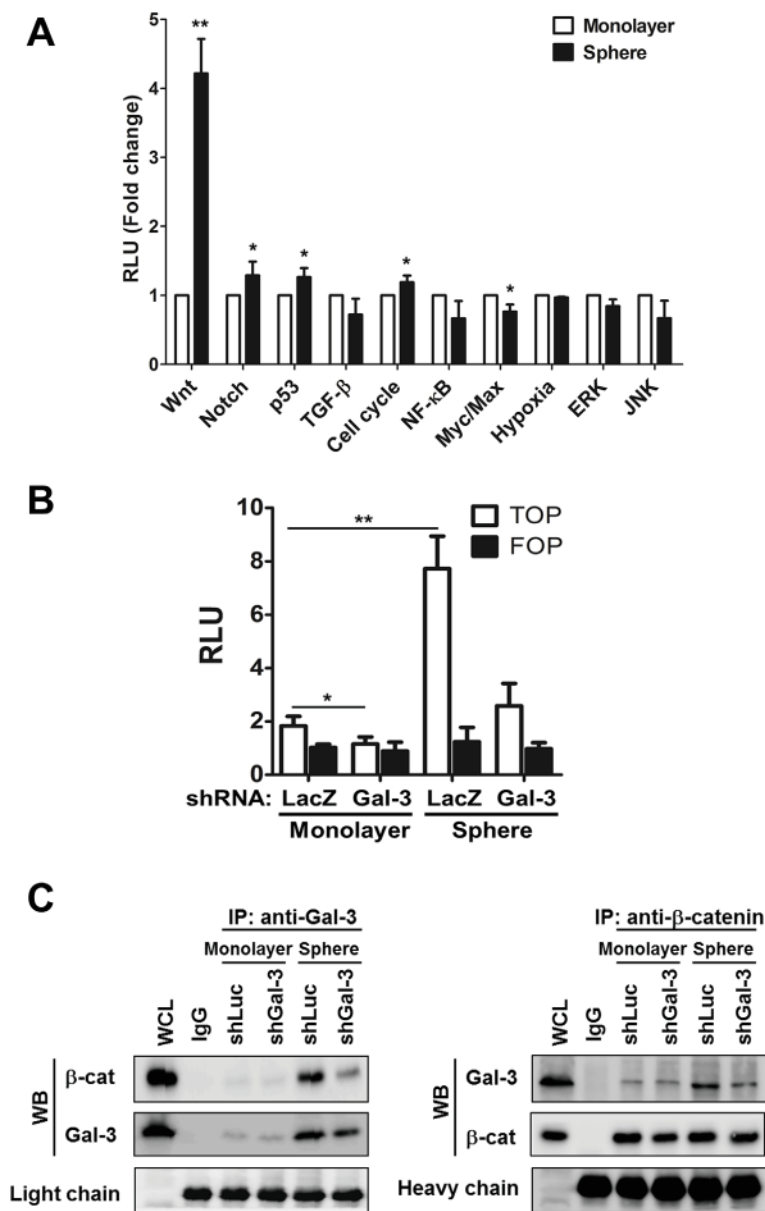 A
RLU (Fold change)
5
4
3
2
1
0
**
*
*
*
*
Monolayer
Sphere
Wnt
Notch
p53
TGF-β
Cell cycle
NF-κB
Myc/Max
Hypoxia
ERK
JNK
B
RLU
10
8
6
4
2
0
**
*
TOP
FOP
shRNA: LacZ Gal-3 LacZ Gal-3
Monolayer Sphere
C
IP: anti-Gal-3
Monolayer Sphere
WCL IgG shLuc shGal-3 shLuc shGal-3
WB
β-cat
Gal-3
Light chain
IP: anti-β-catenin
Monolayer Sphere
WCL IgG shLuc shGal-3 shLuc shGal-3
WB
Gal-3
β-cat
Heavy chain